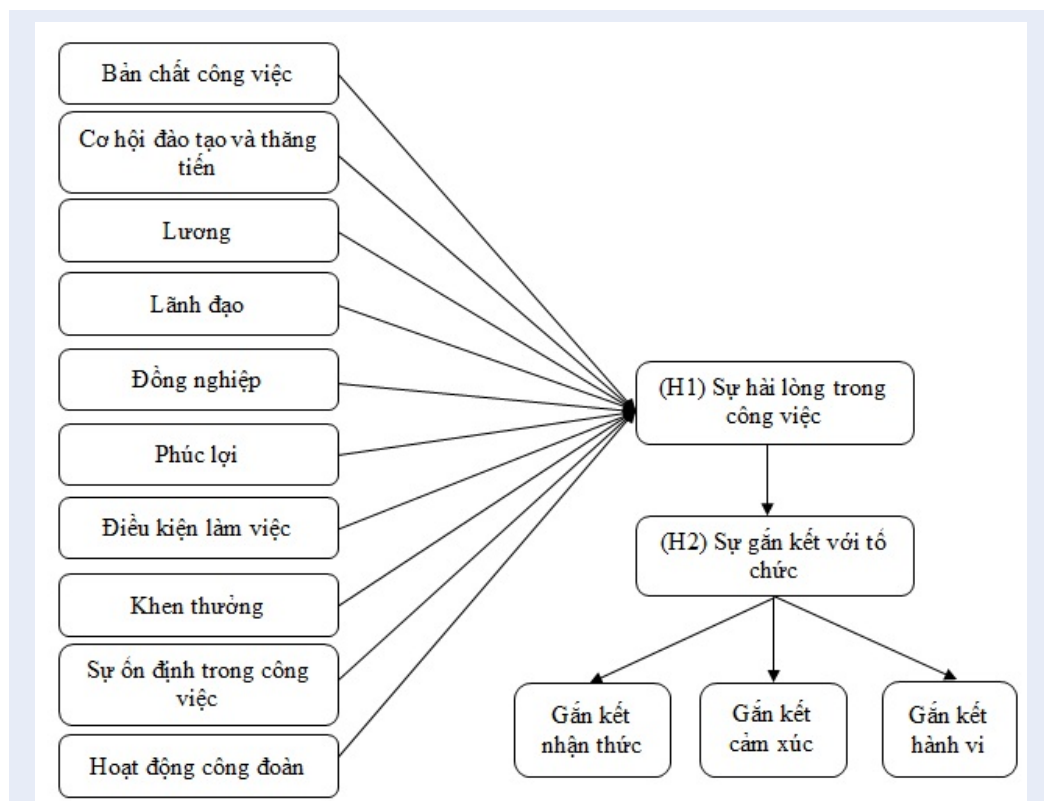 Bản chất công việc
Cơ hội đào tạo và thăng
tiến
Lương
Lãnh đạo
Đồng nghiệp
Phúc lợi
Điều kiện làm việc
Khen thưởng
Sự ổn định trong công
việc
Hoạt động công đoàn
(H1) Sự hài lòng trong
công việc
(H2) Sự gắn kết với tổ
chức
Gắn kết
nhận thức
Gắn kết
cảm xúc
Gắn kết
hành vi